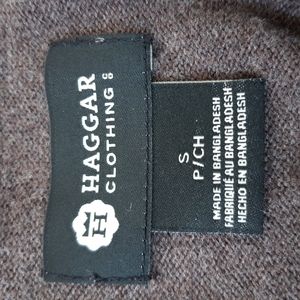 H
HAGGAR
CLOTHING CO
S
P/CH
MADE IN BANGLADESH
FABRIQUÉ AU BANGLADESH
HECHO EN BANGLADESH